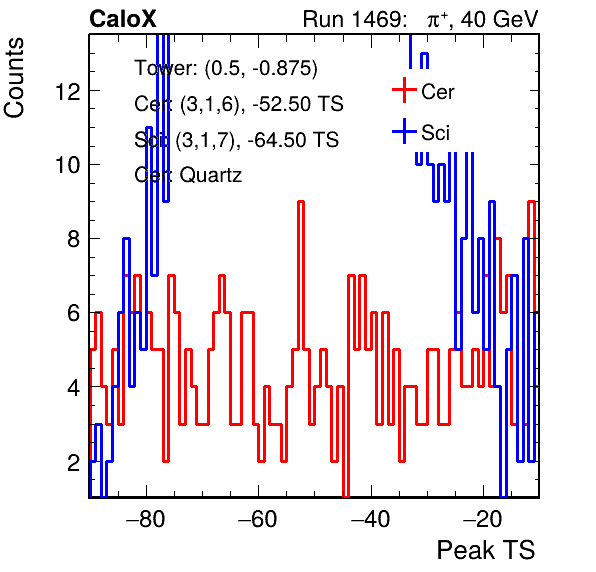 CaloX Run 1469: π⁺, 40 GeV
Counts
Tower: (0.5, -0.875)
Cer: (3,1,6), -52.50 TS
Sci: (3,1,7), -64.50 TS
Cer: Quartz
Cer
Sci
12
10
8
6
4
2
−80 −60 −40 −20
Peak TS